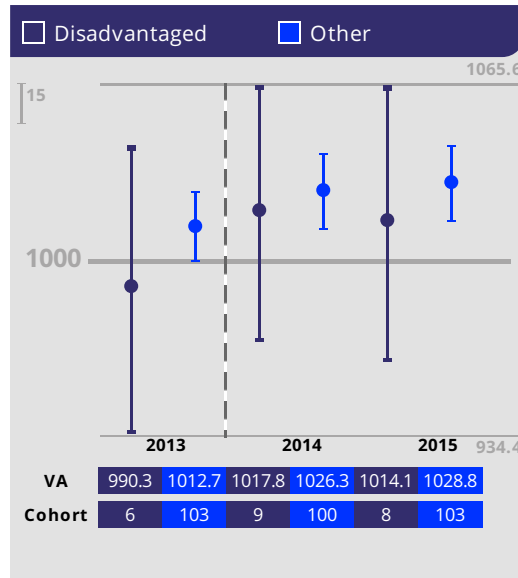 Disadvantaged Other
1065.6
15
1000
2013 2014 2015 934.4
VA 990.3 1012.7 1017.8 1026.3 1014.1 1028.8
Cohort 6 103 9 100 8 103